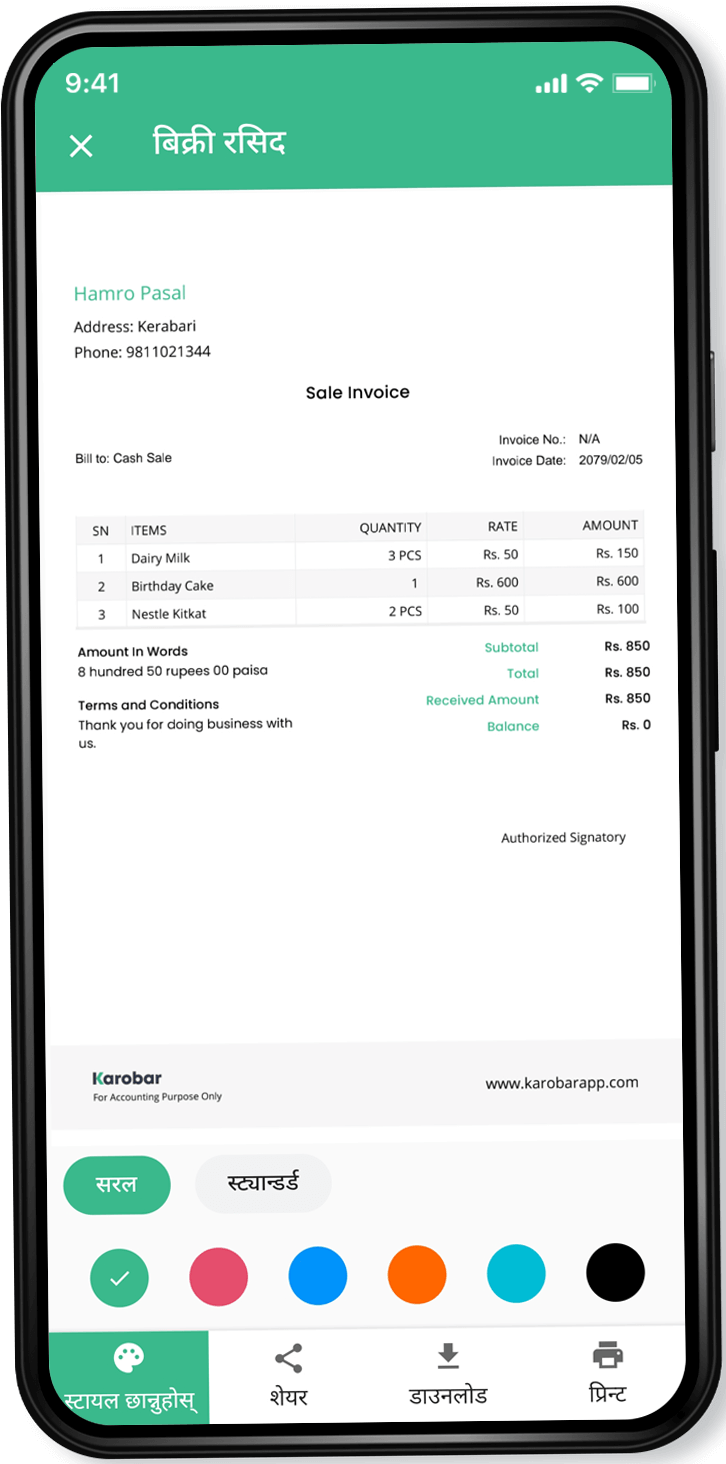 9:41
बिक्री रसिद
Hamro Pasal
Address: Kerabari
Phone: 9811021344
Sale Invoice
Invoice No.: N/A
Bill to: Cash Sale
Invoice Date: 2079/02/05
SN ITEMS QUANTITY RATE AMOUNT
1 Dairy Milk 3 PCS Rs. 50 Rs. 150
2 Birthday Cake 1 Rs. 600 Rs. 600
3 Nestle Kitkat 2 PCS Rs. 50 Rs. 100
Amount In Words Subtotal Rs. 850
8 hundred 50 rupees 00 paisa Total Rs. 850
Terms and Conditions Received Amount Rs. 850
Thank you for doing business with Balance Rs. 0
us.
Authorized Signatory
Karobar
For Accounting Purpose Only
www.karobarapp.com
सरल स्ट्यान्डर्ड
स्टायल छान्नुहोस् शेयर डाउनलोड प्रिन्ट